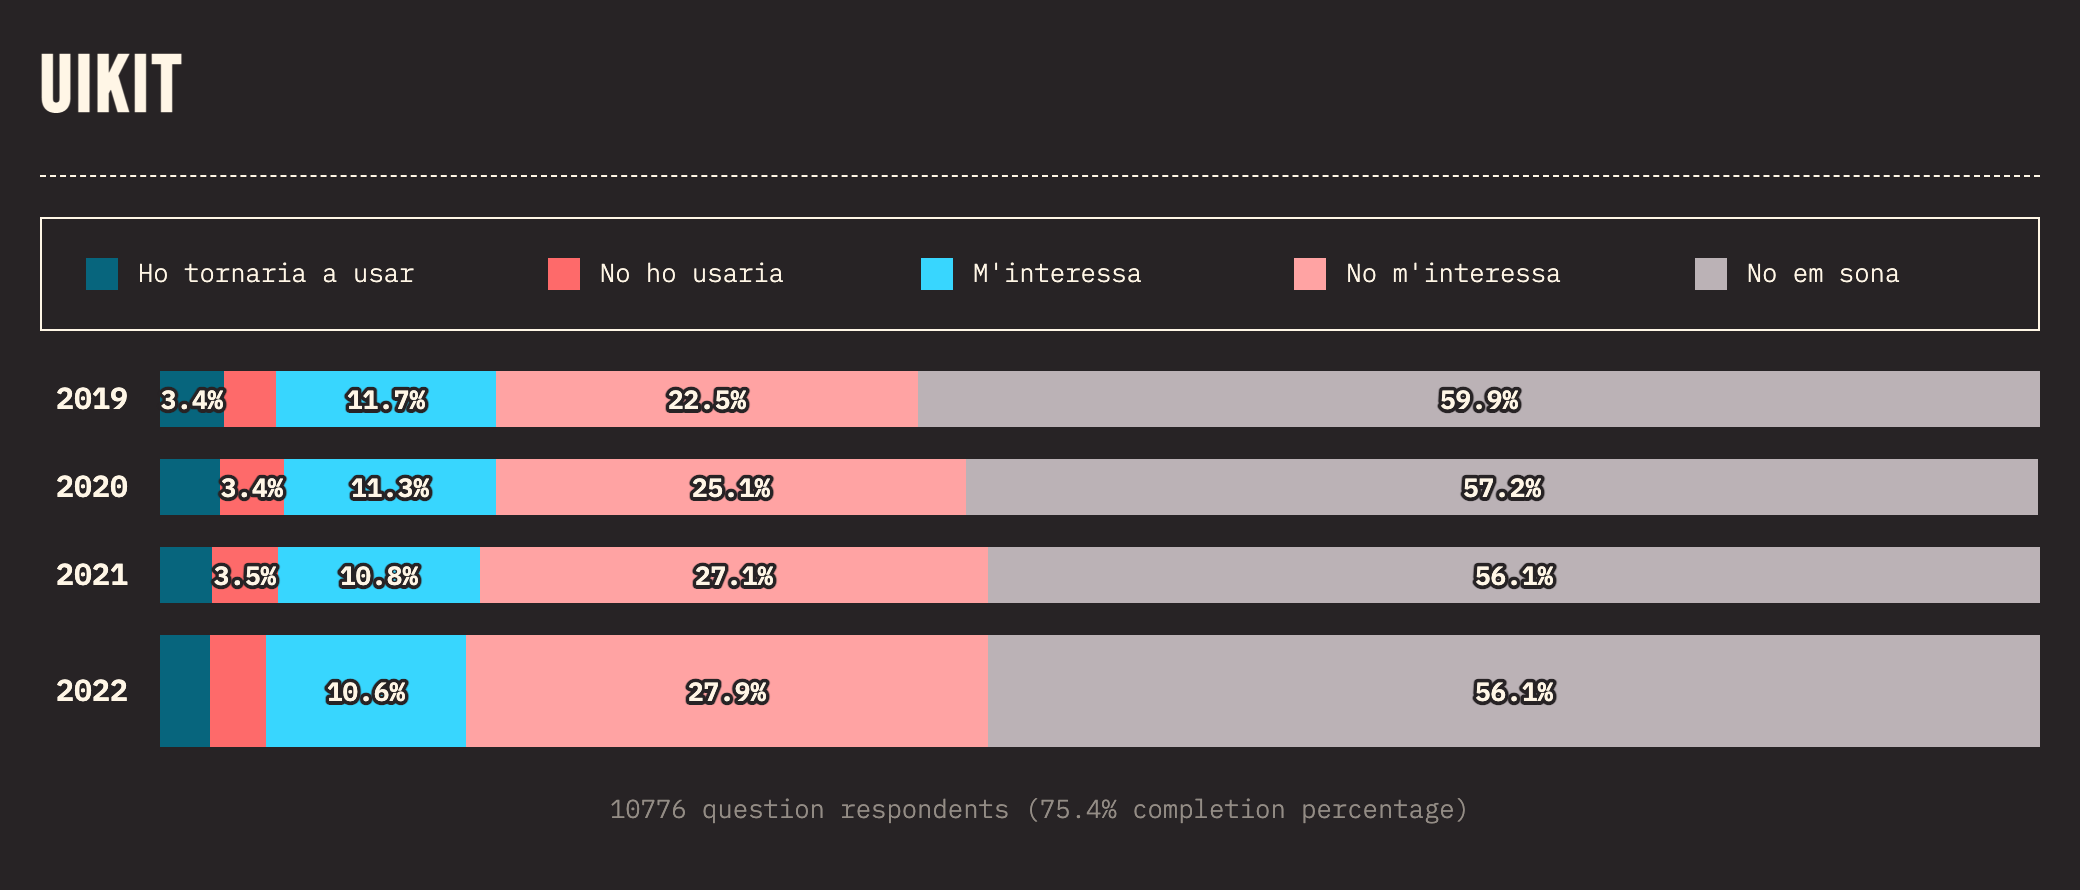 UIKIT
Ho tornaria a usar No ho usaria M'interessa No m'interessa No em sona
2019 3.4% 11.7% 22.5% 59.9%
2020 3.4% 11.3% 25.1% 57.2%
2021 3.5% 10.8% 27.1% 56.1%
2022 10.6% 27.9% 56.1%
10776 question respondents (75.4% completion percentage)